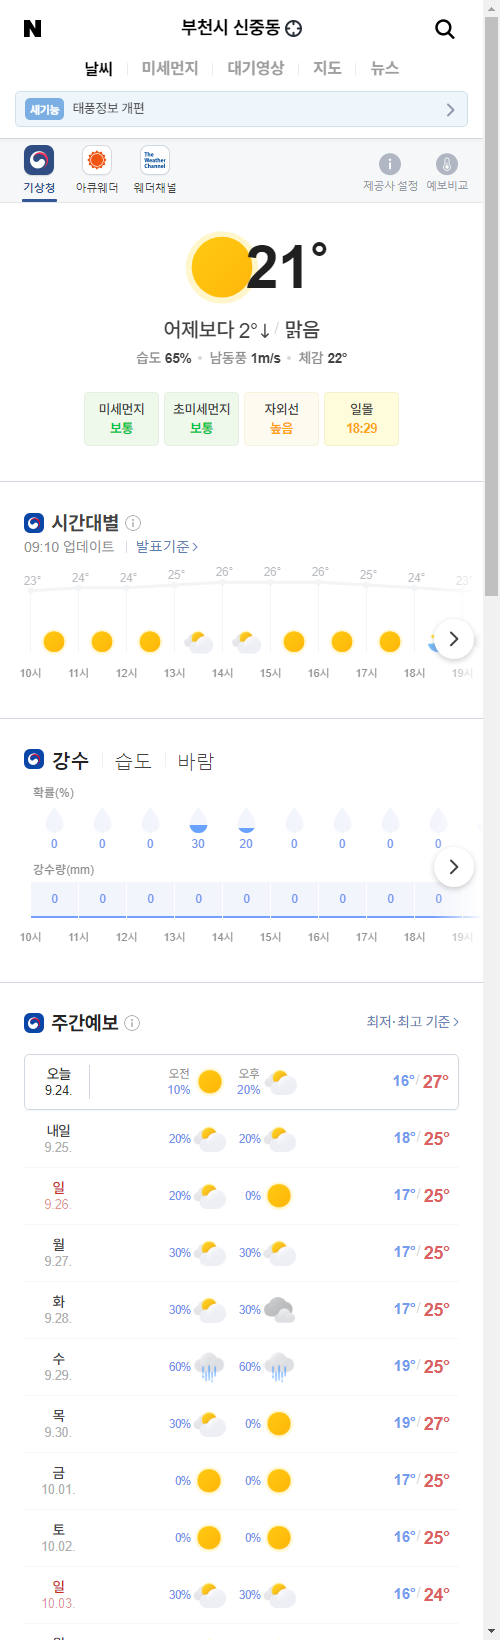 N 부천시 신중동
날씨 미세먼지 대기영상 지도 뉴스
새기능 태풍정보 개편
The Weather Channel
기상청 아큐웨더 웨더채널 제공사 설정 예보비교
21°
어제보다 2°↓ / 맑음
습도 65% • 남동풍 1m/s • 체감 22°
미세먼지 초미세먼지 자외선 일몰
보통 보통 높음 18:29
시간대별
09:10 업데이트 발표기준 >
23° 24° 24° 25° 26° 26° 26° 25° 24° 23°
10시 11시 12시 13시 14시 15시 16시 17시 18시 19시
강수 습도 바람
확률(%)
0 0 0 30 20 0 0 0 0
강수량(mm)
0 0 0 0 0 0 0 0 0
10시 11시 12시 13시 14시 15시 16시 17시 18시 19시
주간예보 최저·최고 기준 >
오늘 오전 오후
9.24. 10% 20% 16° / 27°
내일
9.25. 20% 20% 18° / 25°
일
9.26. 20% 0% 17° / 25°
월
9.27. 30% 30% 17° / 25°
화
9.28. 30% 30% 17° / 25°
수
9.29. 60% 60% 19° / 25°
목
9.30. 30% 0% 19° / 27°
금
10.01. 0% 0% 17° / 25°
토
10.02. 0% 0% 16° / 25°
일
10.03. 30% 30% 16° / 24°